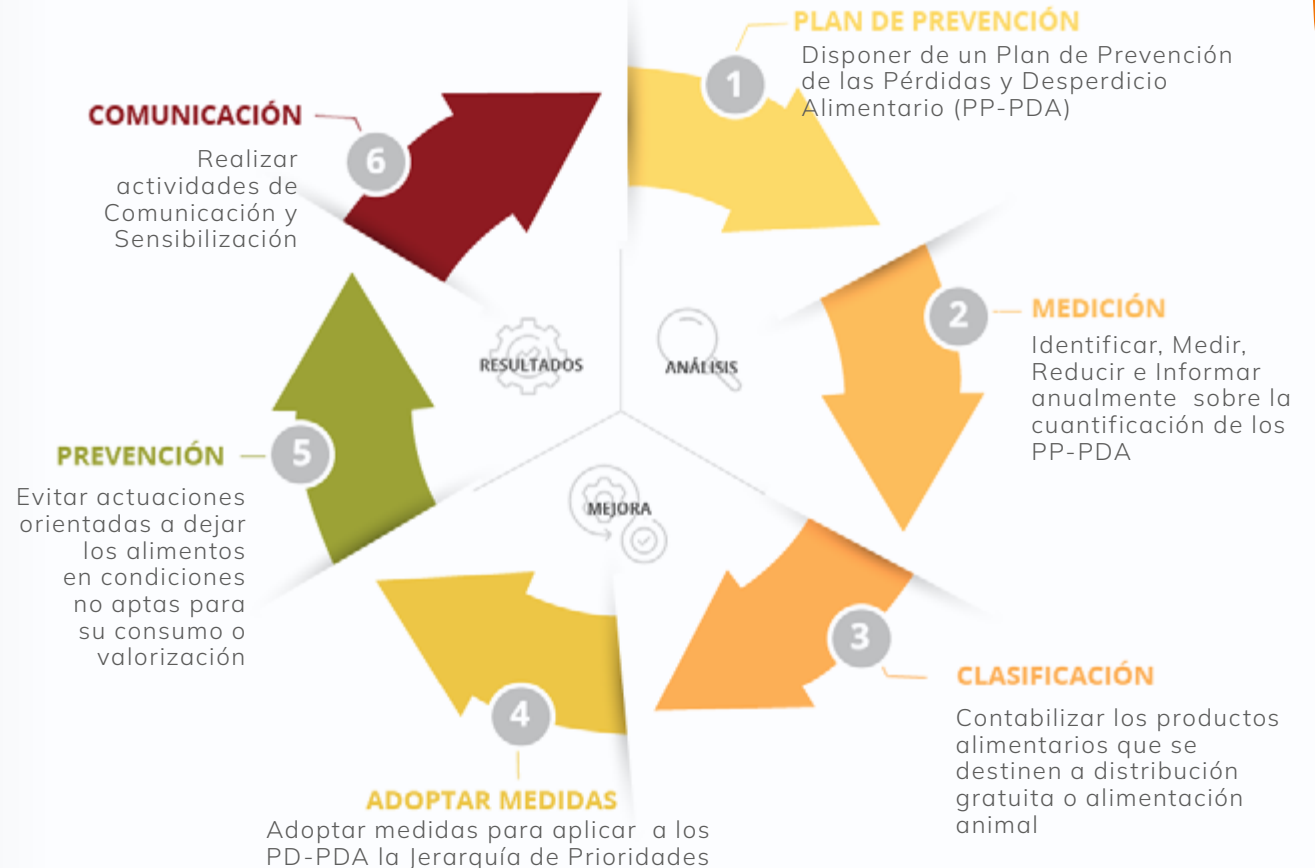 1
PLAN DE PREVENCIÓN
Disponer de un Plan de Prevención
de las Pérdidas y Desperdicio
Alimentario (PP-PDA)
2
MEDICIÓN
Identificar, Medir,
Reducir e Informar
anualmente sobre la
cuantificación de los
PP-PDA
3
CLASIFICACIÓN
Contabilizar los productos
alimentarios que se
destinen a distribución
gratuita o alimentación
animal
4
ADOPTAR MEDIDAS
Adoptar medidas para aplicar a los
PD-PDA la Jerarquía de Prioridades
5
PREVENCIÓN
Evitar actuaciones
orientadas a dejar
los alimentos
en condiciones
no aptas para
su consumo o
valorización
6
COMUNICACIÓN
Realizar
actividades de
Comunicación y
Sensibilización
RESULTADOS
ANÁLISIS
MEJORA